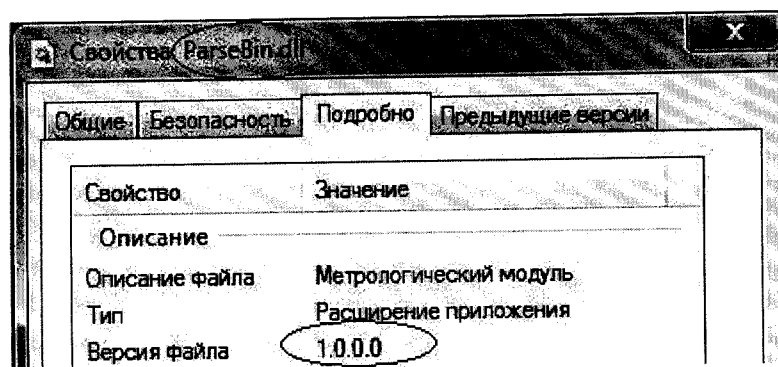 Свойства: ParseBin.dll
Общие Безопасность Подробно Предыдущие версии
Свойство Значение
Описание
Описание файла Метрологический модуль
Тип Расширение приложения
Версия файла 1.0.0.0